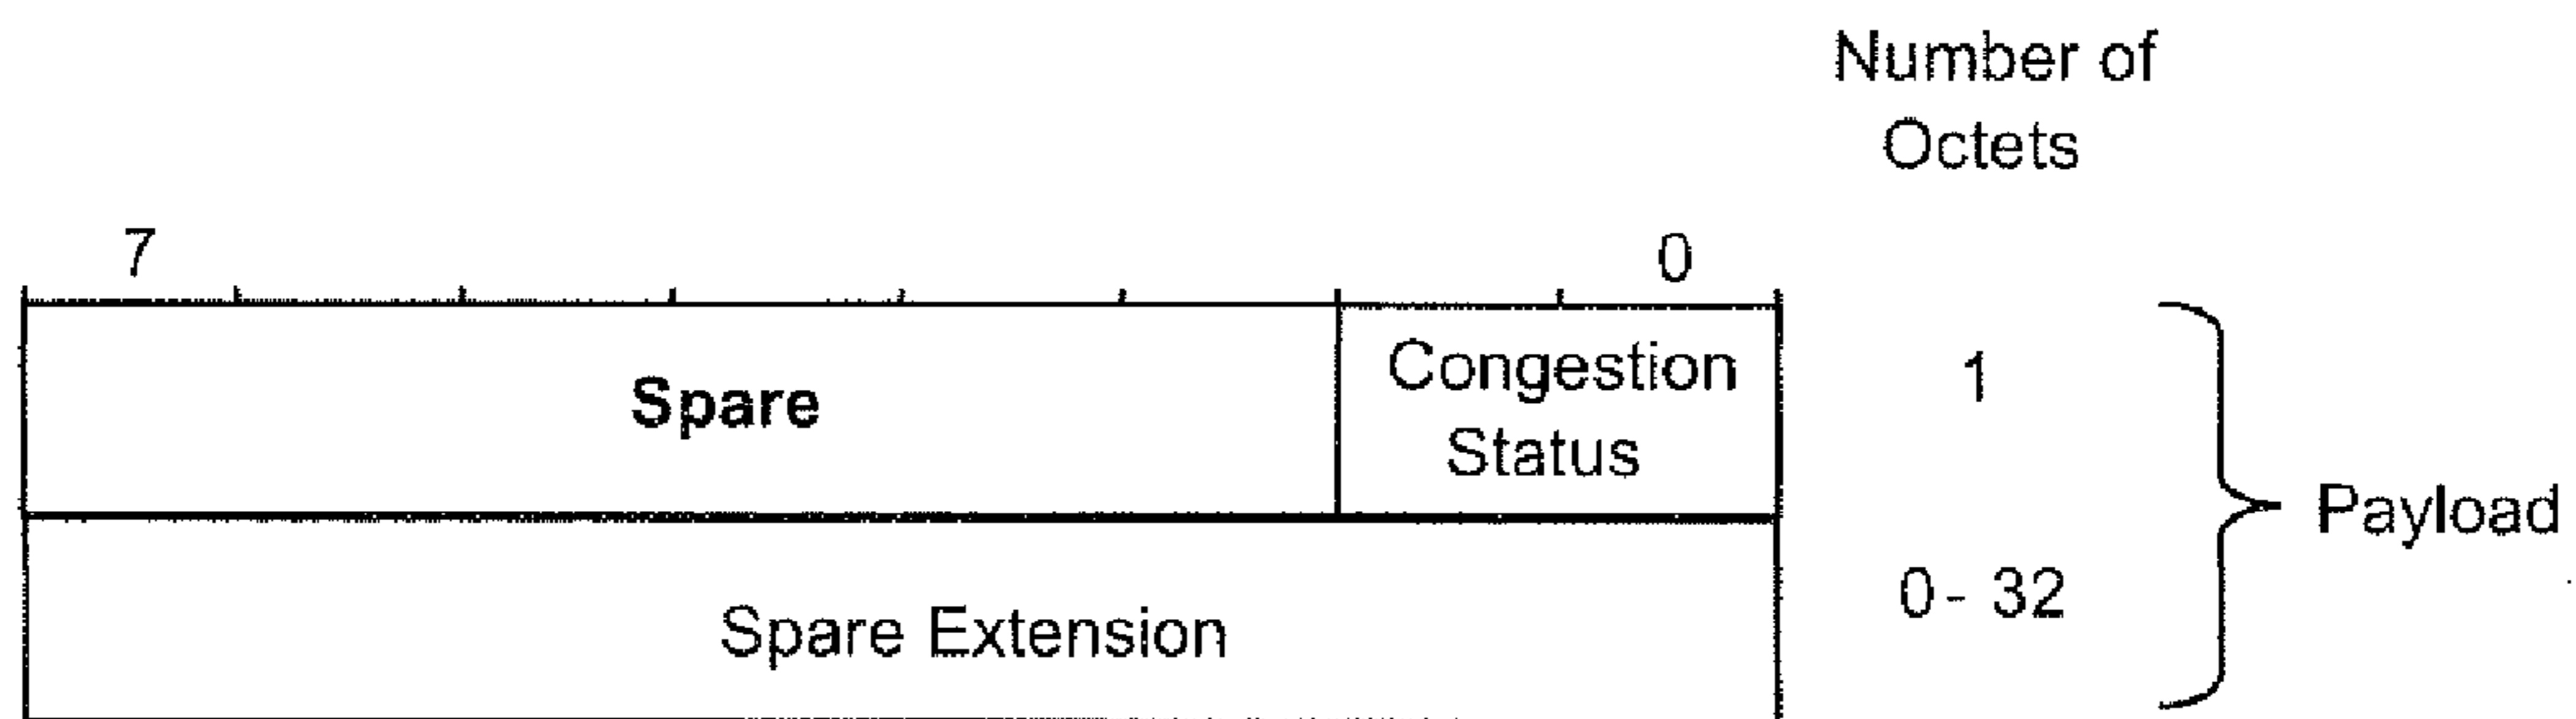 Number of
Octets
7
0
Spare
Congestion
Status
1
Payload
Spare Extension
0- 32